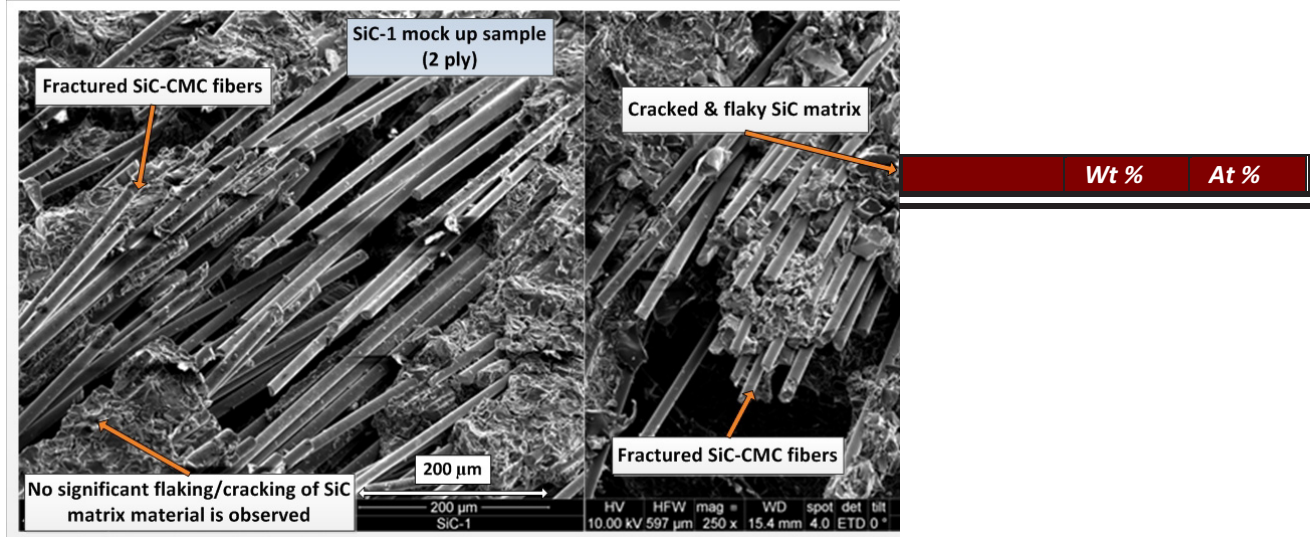 SiC-1 mock up sample
(2 ply)
Fractured SiC-CMC fibers
Cracked & flaky SiC matrix
Wt %
At %
Fractured SiC-CMC fibers
200 µm
No significant flaking/cracking of SiC
matrix material is observed
200 µm
SiC-1
HV HFW mag = WD spot det tilt
10.00 kV 597 µm 250 x 15.4 mm 4.0 ETD 0 °